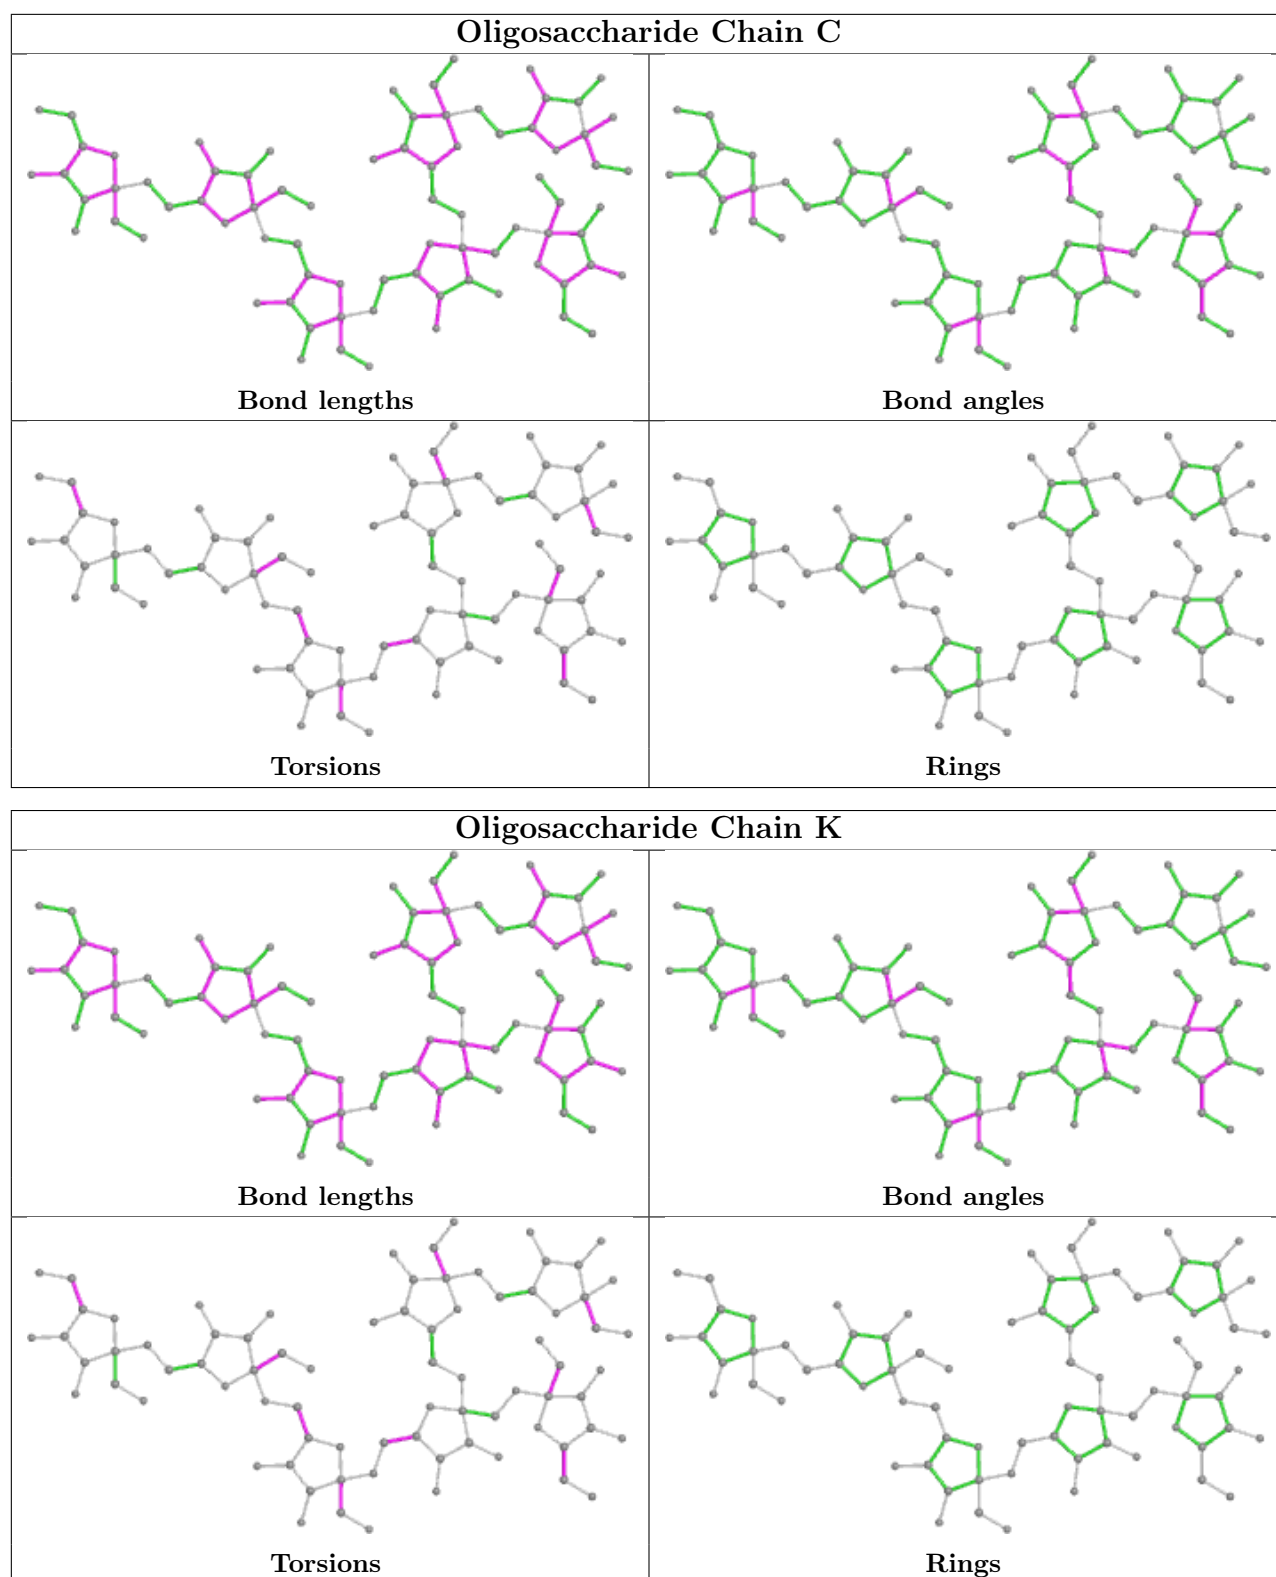 Oligosaccharide Chain C
Bond lengths
Bond angles
Torsions
Rings
Oligosaccharide Chain K
Bond lengths
Bond angles
Torsions
Rings